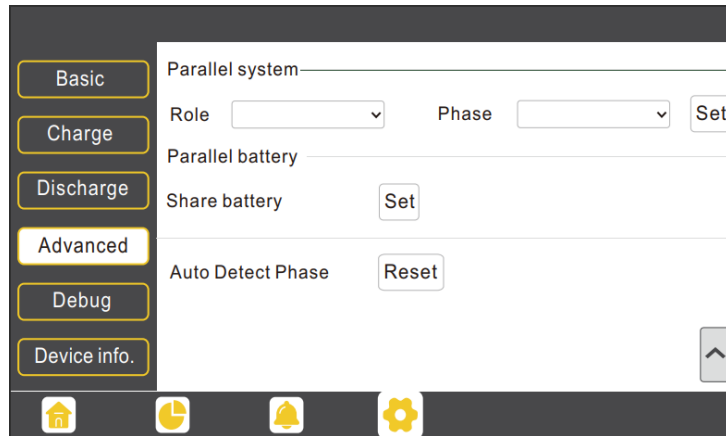 Basic
Charge
Discharge
Advanced
Debug
Device info.
Parallel system
Role Phase Set
Parallel battery
Share battery Set
Auto Detect Phase Reset